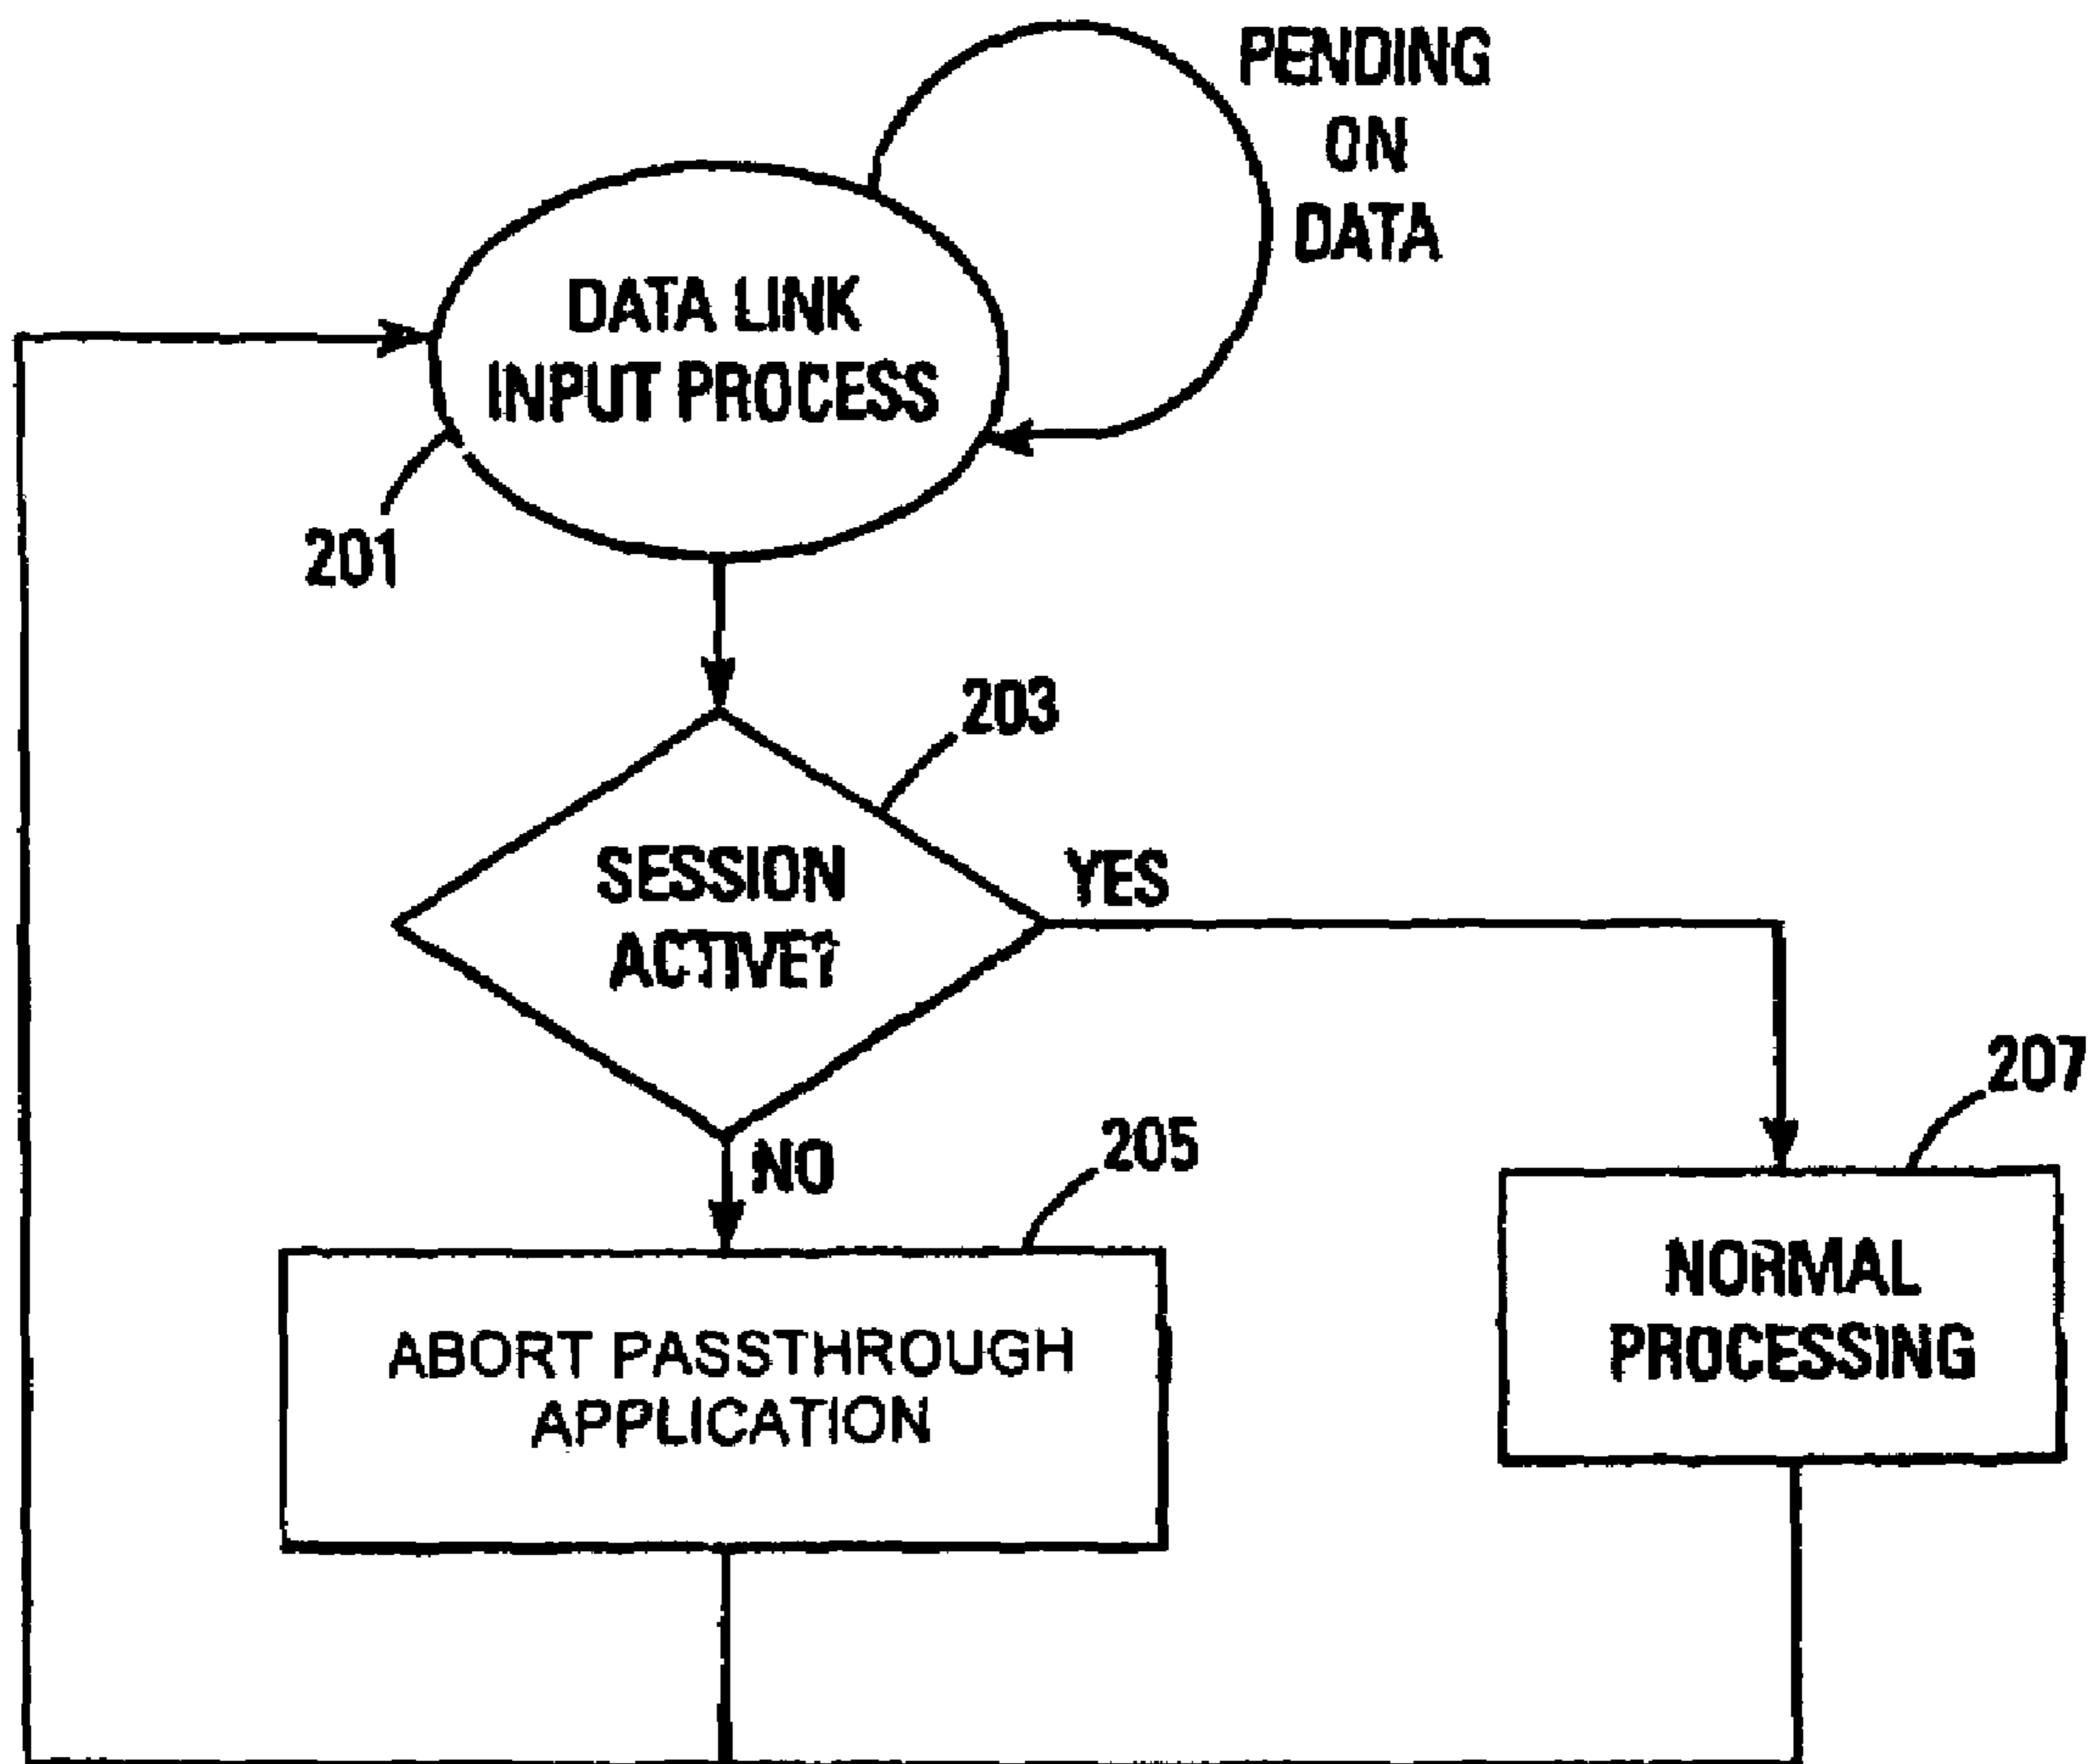 PENDING
ON
DATA
DATA LINK
INPUT PROCESS
201
203
SESSION
ACTIVE?
YES
NO
205
207
ABORT PASSTHROUGH
APPLICATION
NORMAL
PROCESSING